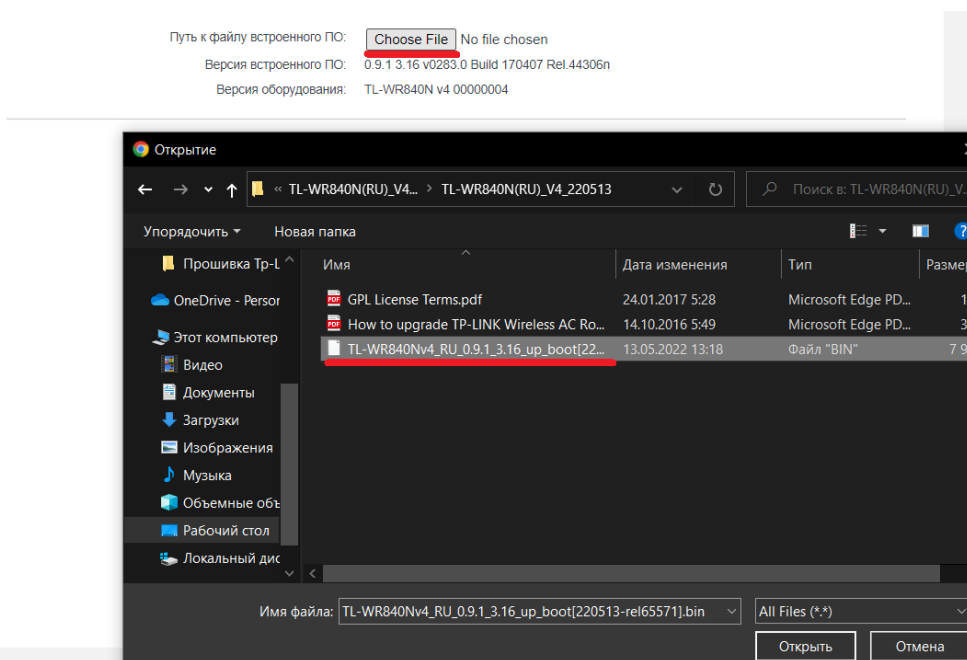 Путь к файлу встроенного ПО: Choose File No file chosen
Версия встроенного ПО: 0.9.1 3.16 v0283.0 Build 170407 Rel.44306n
Версия оборудования: TL-WR840N v4 00000004
Открытие
« TL-WR840N(RU)_V4... › TL-WR840N(RU)_V4_220513 Поиск в: TL-WR840N(RU)_V...
Упорядочить Новая папка
Прошивка Tp-L Имя Дата изменения Тип Размер
OneDrive - Person GPL License Terms.pdf 24.01.2017 5:28 Microsoft Edge PD... 1
Этот компьютер How to upgrade TP-LINK Wireless AC Ro... 14.10.2016 5:49 Microsoft Edge PD... 3
Видео TL-WR840Nv4_RU_0.9.1_3.16_up_boot[22... 13.05.2022 13:18 Файл "BIN" 7 9
Документы
Загрузки
Изображения
Музыка
Объемные объ
Рабочий стол
Локальный дис
Имя файла: TL-WR840Nv4_RU_0.9.1_3.16_up_boot[220513-rel65571].bin All Files (*.*)
Открыть Отмена